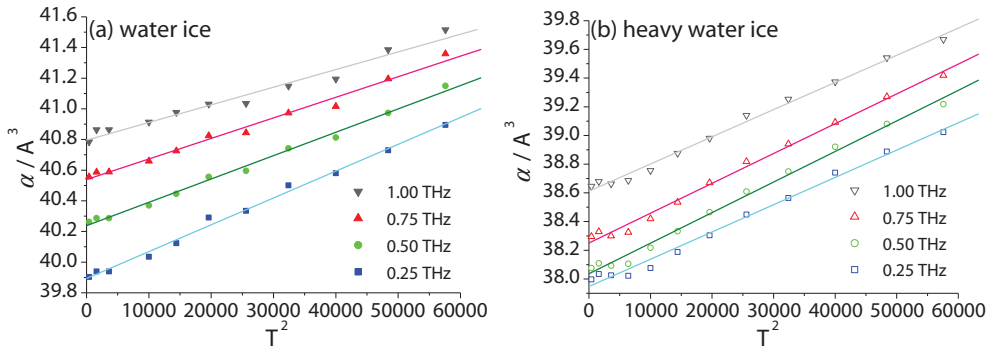 (a) water ice
α / A³
41.6
41.4
41.2
41.0
40.8
40.6
40.4
40.2
40.0
39.8
1.00 THz
0.75 THz
0.50 THz
0.25 THz
0 10000 20000 30000 40000 50000 60000
T²
(b) heavy water ice
α / A³
39.8
39.6
39.4
39.2
39.0
38.8
38.6
38.4
38.2
38.0
1.00 THz
0.75 THz
0.50 THz
0.25 THz
0 10000 20000 30000 40000 50000 60000
T²